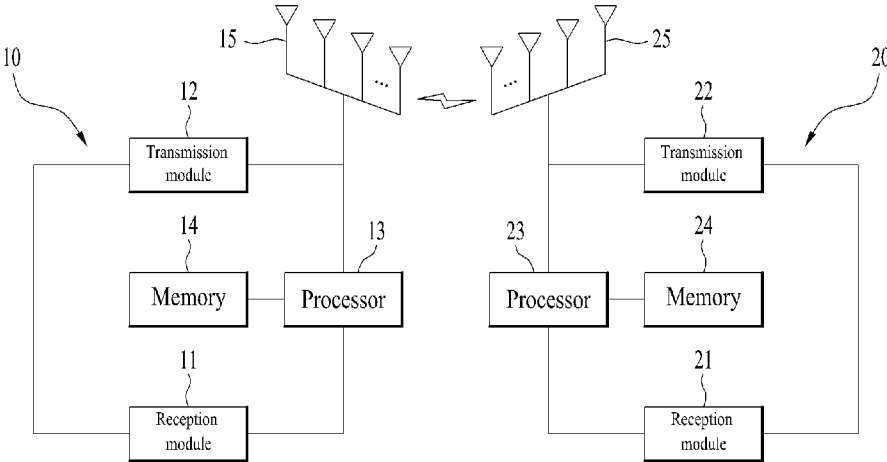 15
25
10
20
12
22
Transmission
module
Transmission
module
14
13
23
24
Memory
Processor
Processor
Memory
11
21
Reception
module
Reception
module